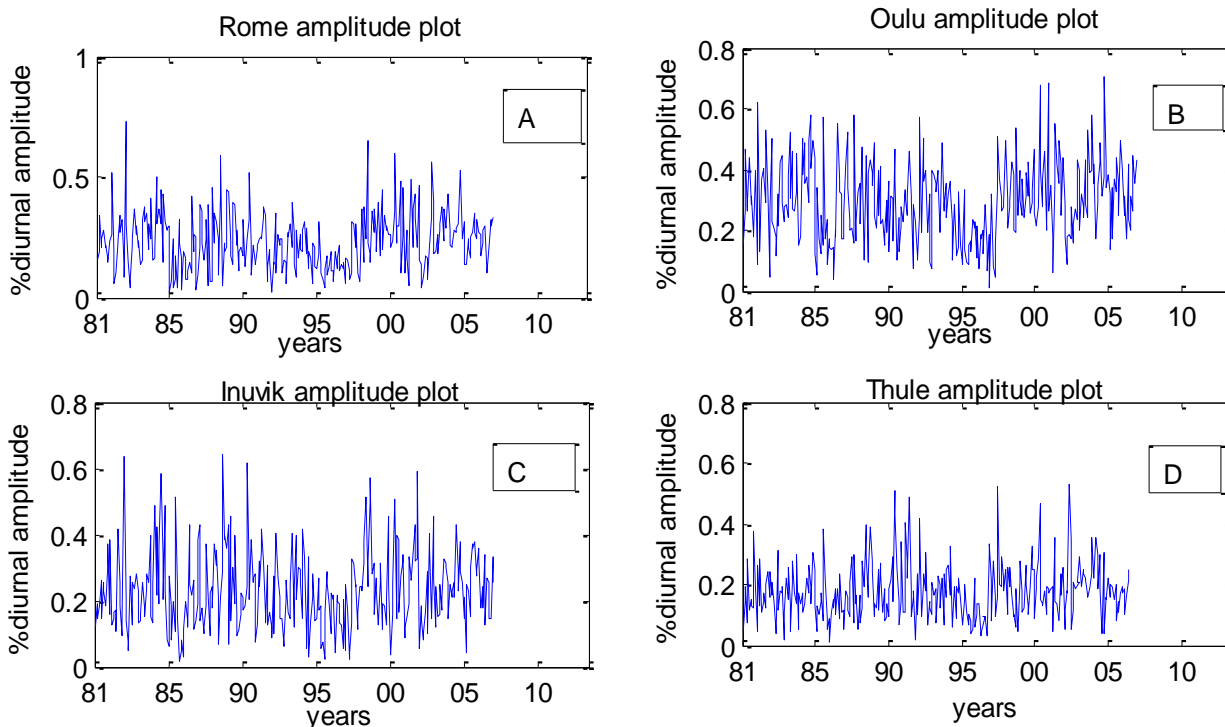 Rome amplitude plot
%diurnal amplitude
1
0.5
0
A
81 85 90 95 00 05 10
years
Oulu amplitude plot
%diurnal amplitude
0.8
0.6
0.4
0.2
0
B
81 85 90 95 00 05 10
years
Inuvik amplitude plot
%diurnal amplitude
0.8
0.6
0.4
0.2
0
C
81 85 90 95 00 05 10
years
Thule amplitude plot
%diurnal amplitude
0.8
0.6
0.4
0.2
0
D
81 85 90 95 00 05 10
years